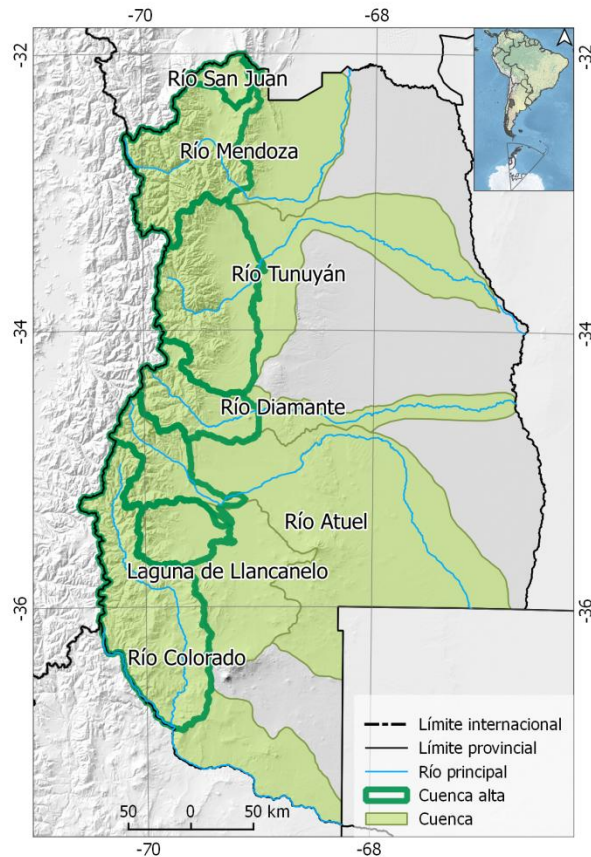 -70
-68
-32
-32
Río San Juan
Río Mendoza
Río Tunuyán
-34
-34
Río Diamante
Río Atuel
Laguna de Llancanelo
-36
-36
Río Colorado
Límite internacional
Límite provincial
Río principal
Cuenca alta
Cuenca
50 0 50 km
-70
-68